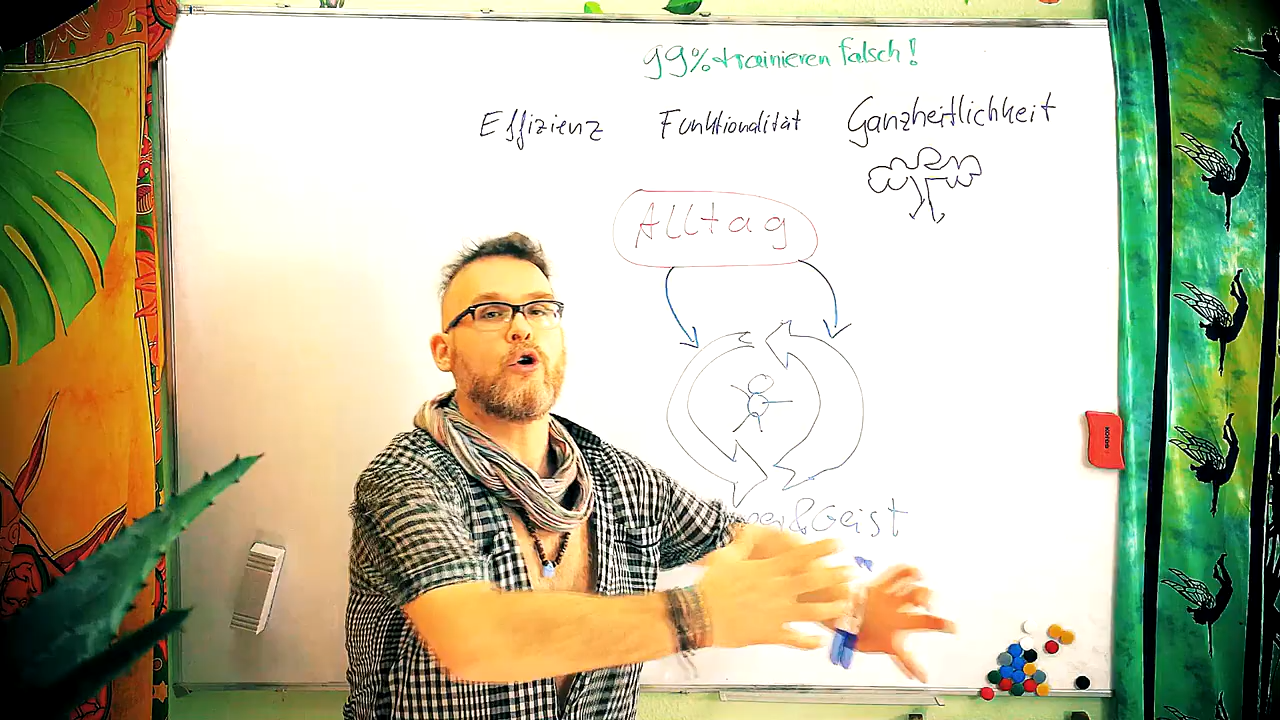 99% trainieren falsch!
Effizienz Funktionalität Ganzheitlichkeit
Alltag
&Geist